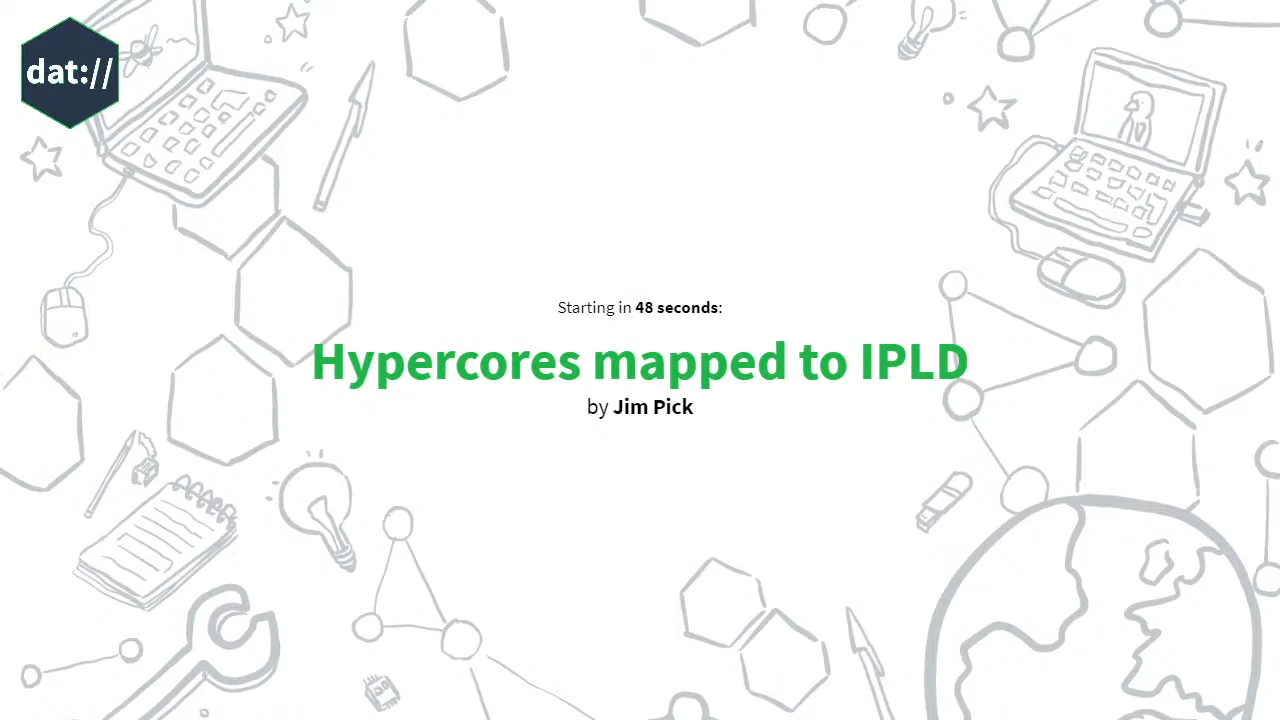 dat://
Starting in 48 seconds:
Hypercores mapped to IPLD
by Jim Pick